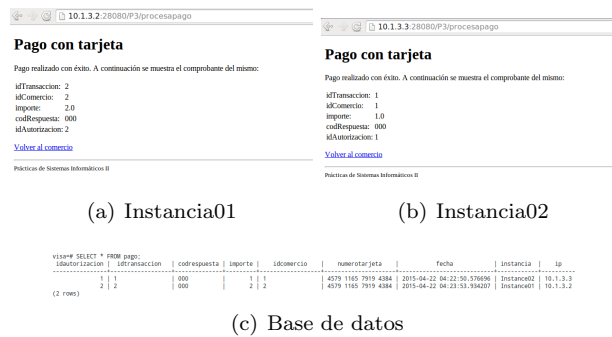 10.1.3.2:28080/P3/procesapago
Pago con tarjeta
Pago realizado con éxito. A continuación se muestra el comprobante del mismo:
idTransaccion: 2
idComercio: 2
importe: 2.0
codRespuesta: 000
idAutorizacion: 2
Volver al comercio
Prácticas de Sistemas Informáticos II
(a) Instancia01
10.1.3.3:28080/P3/procesapago
Pago con tarjeta
Pago realizado con éxito. A continuación se muestra el comprobante del mismo:
idTransaccion: 1
idComercio: 1
importe: 1.0
codRespuesta: 000
idAutorizacion: 1
Volver al comercio
Prácticas de Sistemas Informáticos II
(b) Instancia02
visa=# SELECT * FROM pago;
idautorizacion | idtransaccion | codrespuesta | importe | idcomercio | numerotarjeta | fecha | instancia | ip
1 | 1 | 000 | 1 | 1 | 4579 1165 7919 4384 | 2015-04-22 04:22:50.576696 | Instance02 | 10.1.3.3
2 | 2 | 000 | 2 | 2 | 4579 1165 7919 4384 | 2015-04-22 04:23:53.934207 | Instance01 | 10.1.3.2
(2 rows)
(c) Base de datos